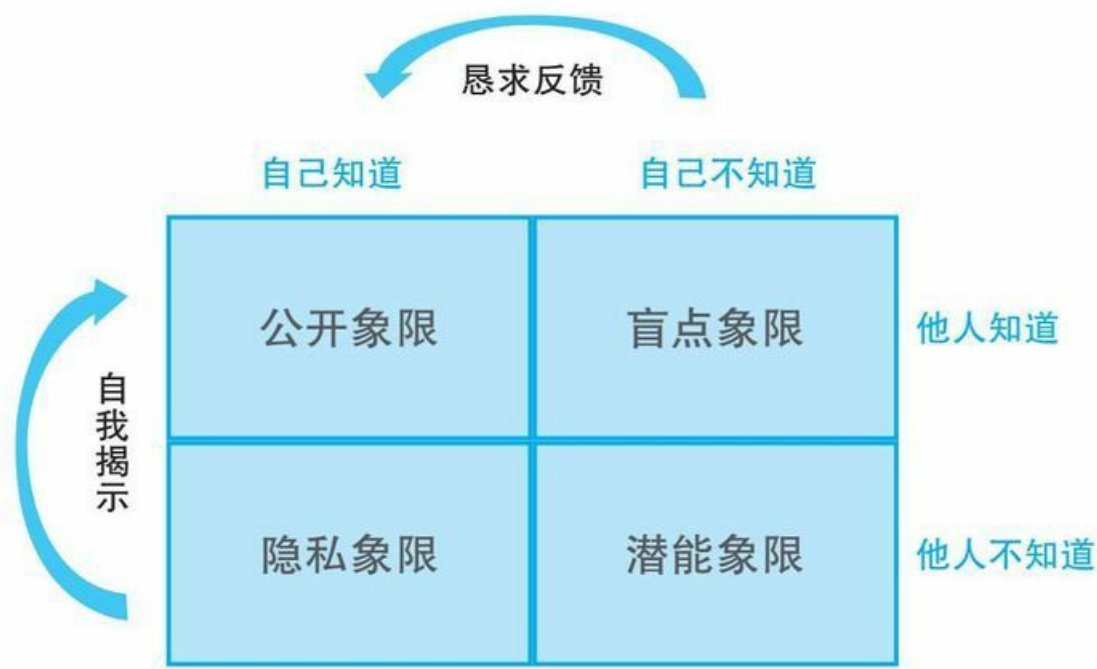 恳求反馈
自己知道
自己不知道
公开象限
盲点象限
他人知道
自我揭示
隐私象限
潜能象限
他人不知道